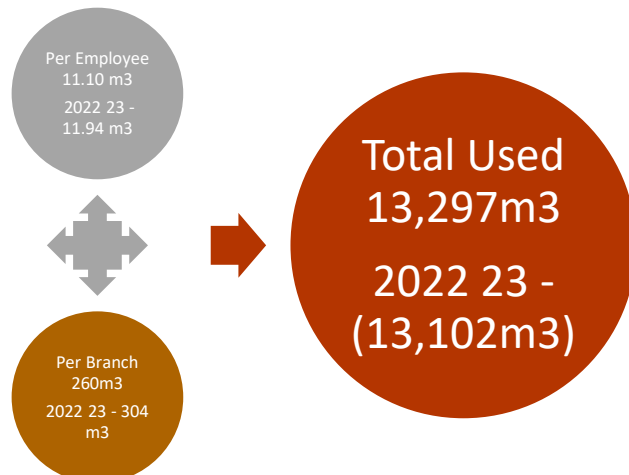 Per Employee
11.10 m3
2022 23 -
11.94 m3
Total Used
13,297m3
2022 23 -
(13,102m3)
Per Branch
260m3
2022 23 - 304
m3